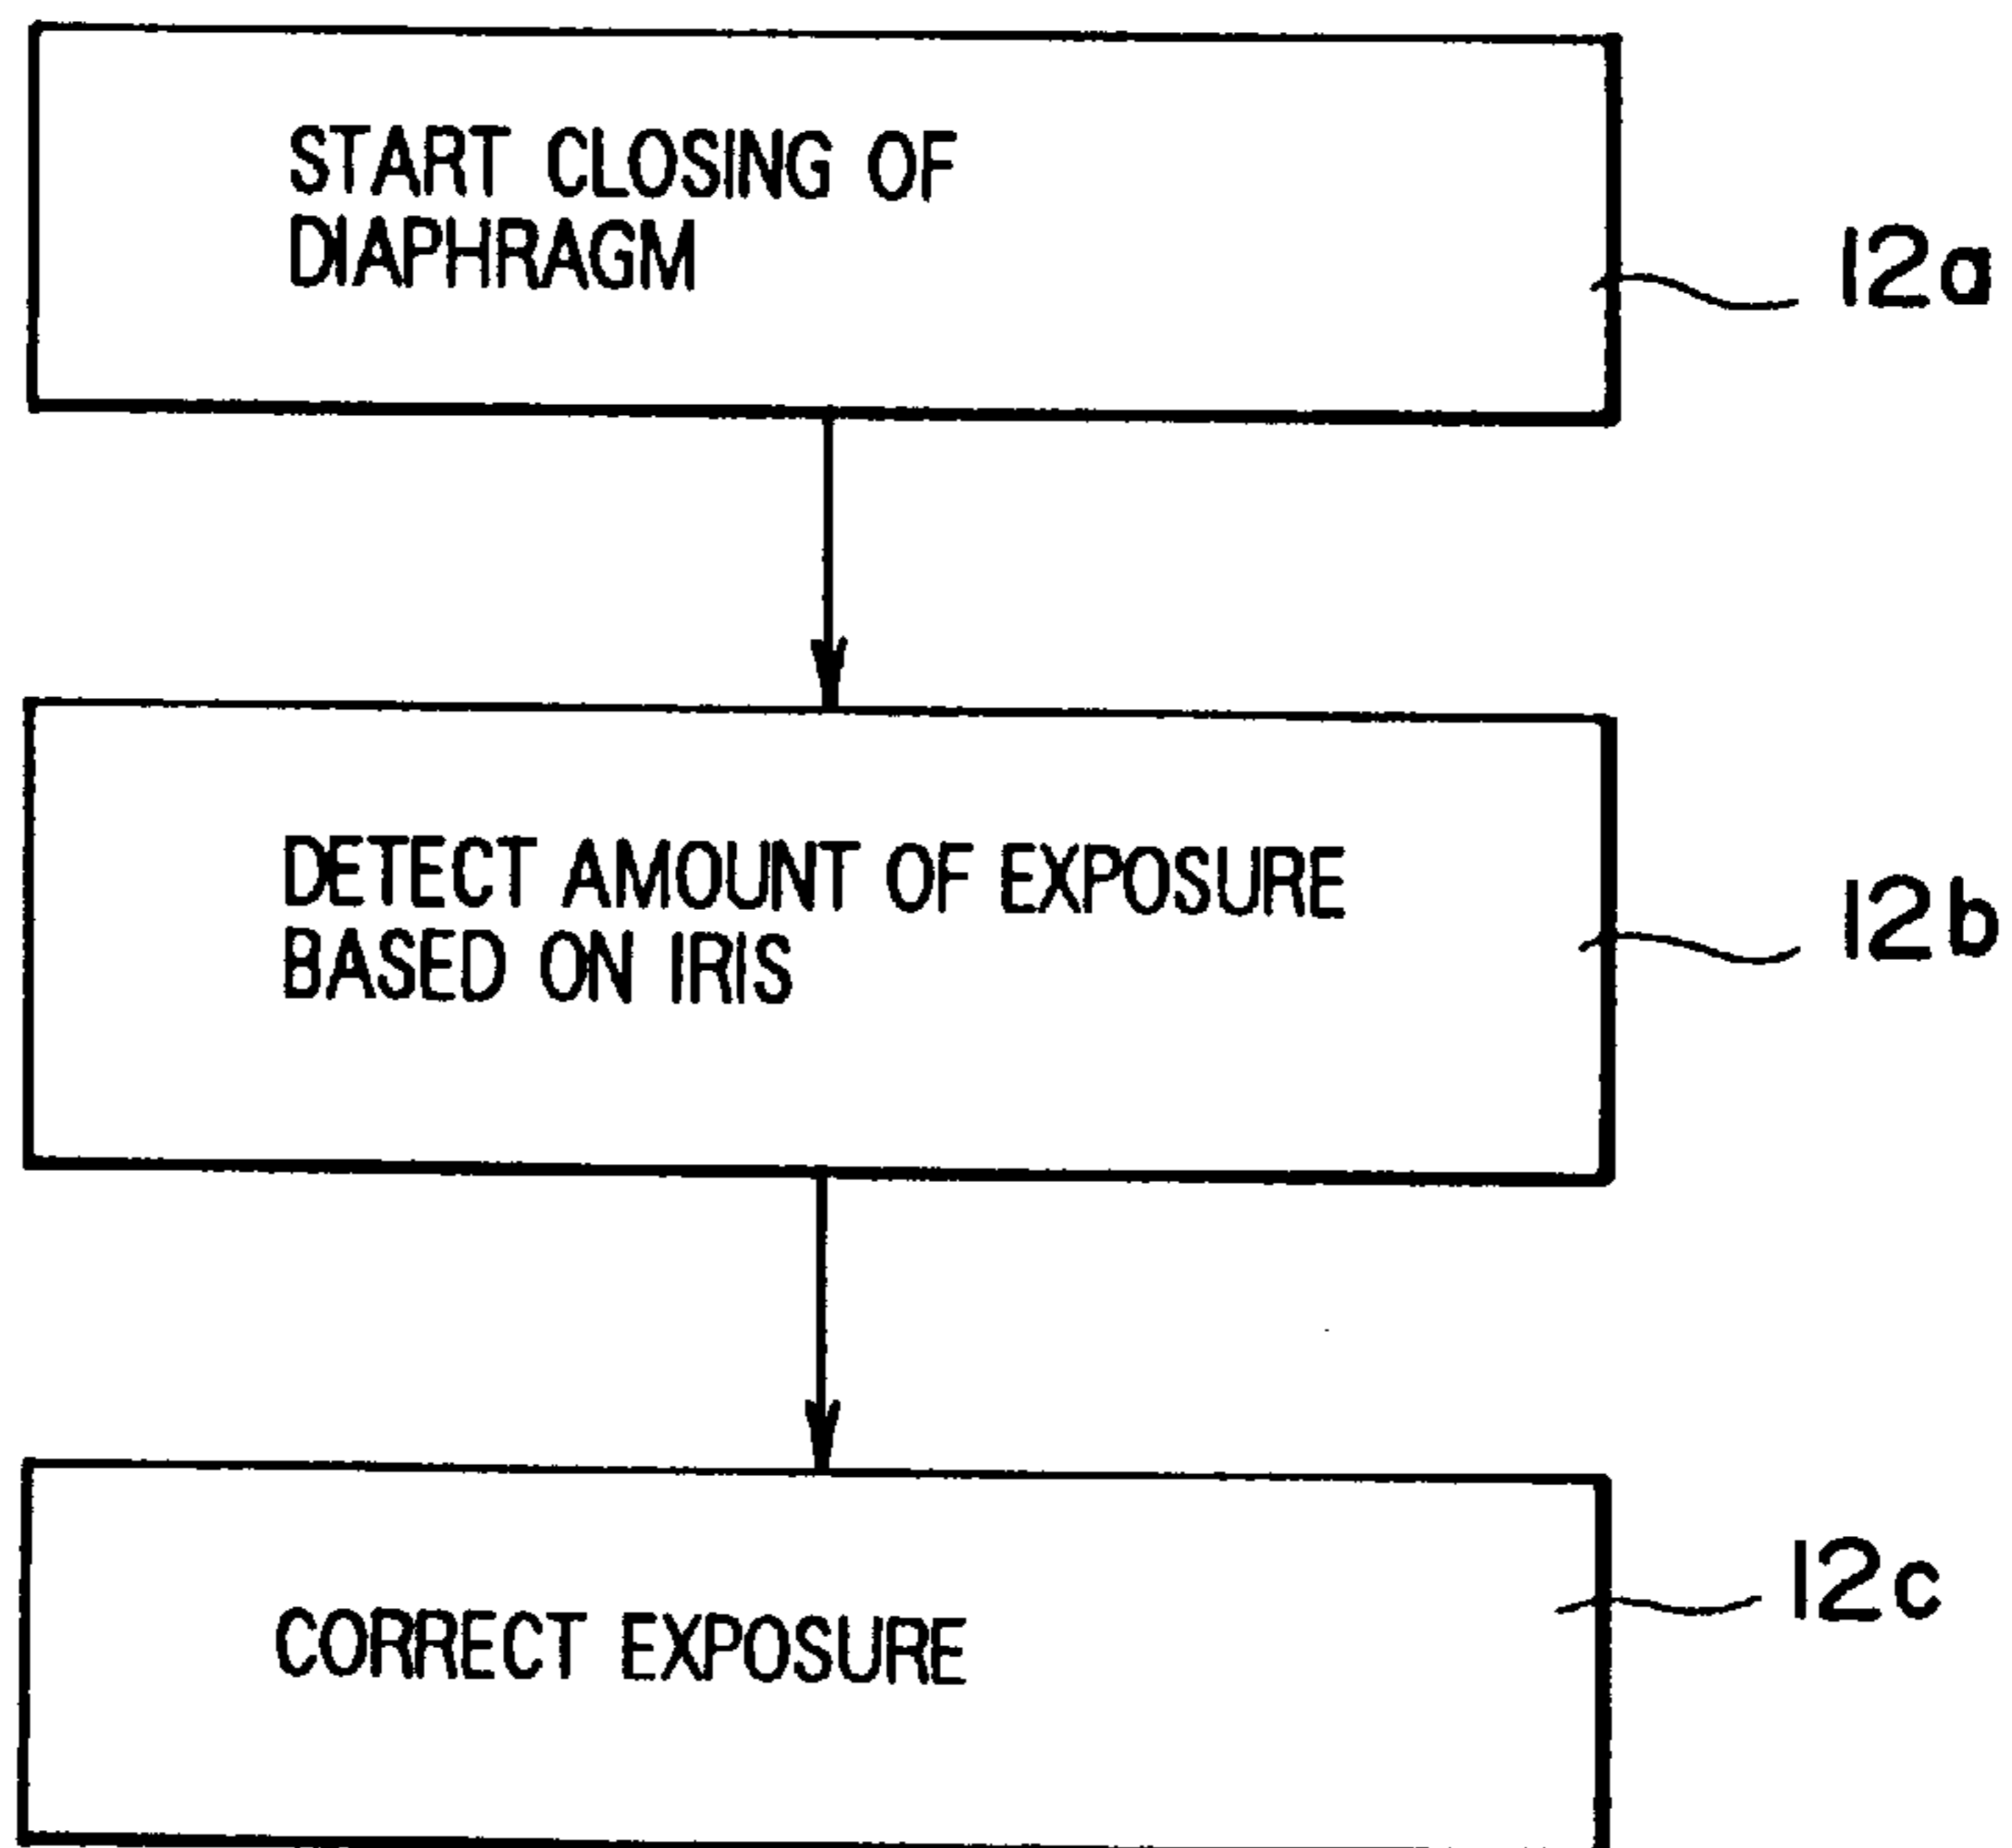 START CLOSING OF
DIAPHRAGM
12a
DETECT AMOUNT OF EXPOSURE
BASED ON IRIS
12b
CORRECT EXPOSURE
12c